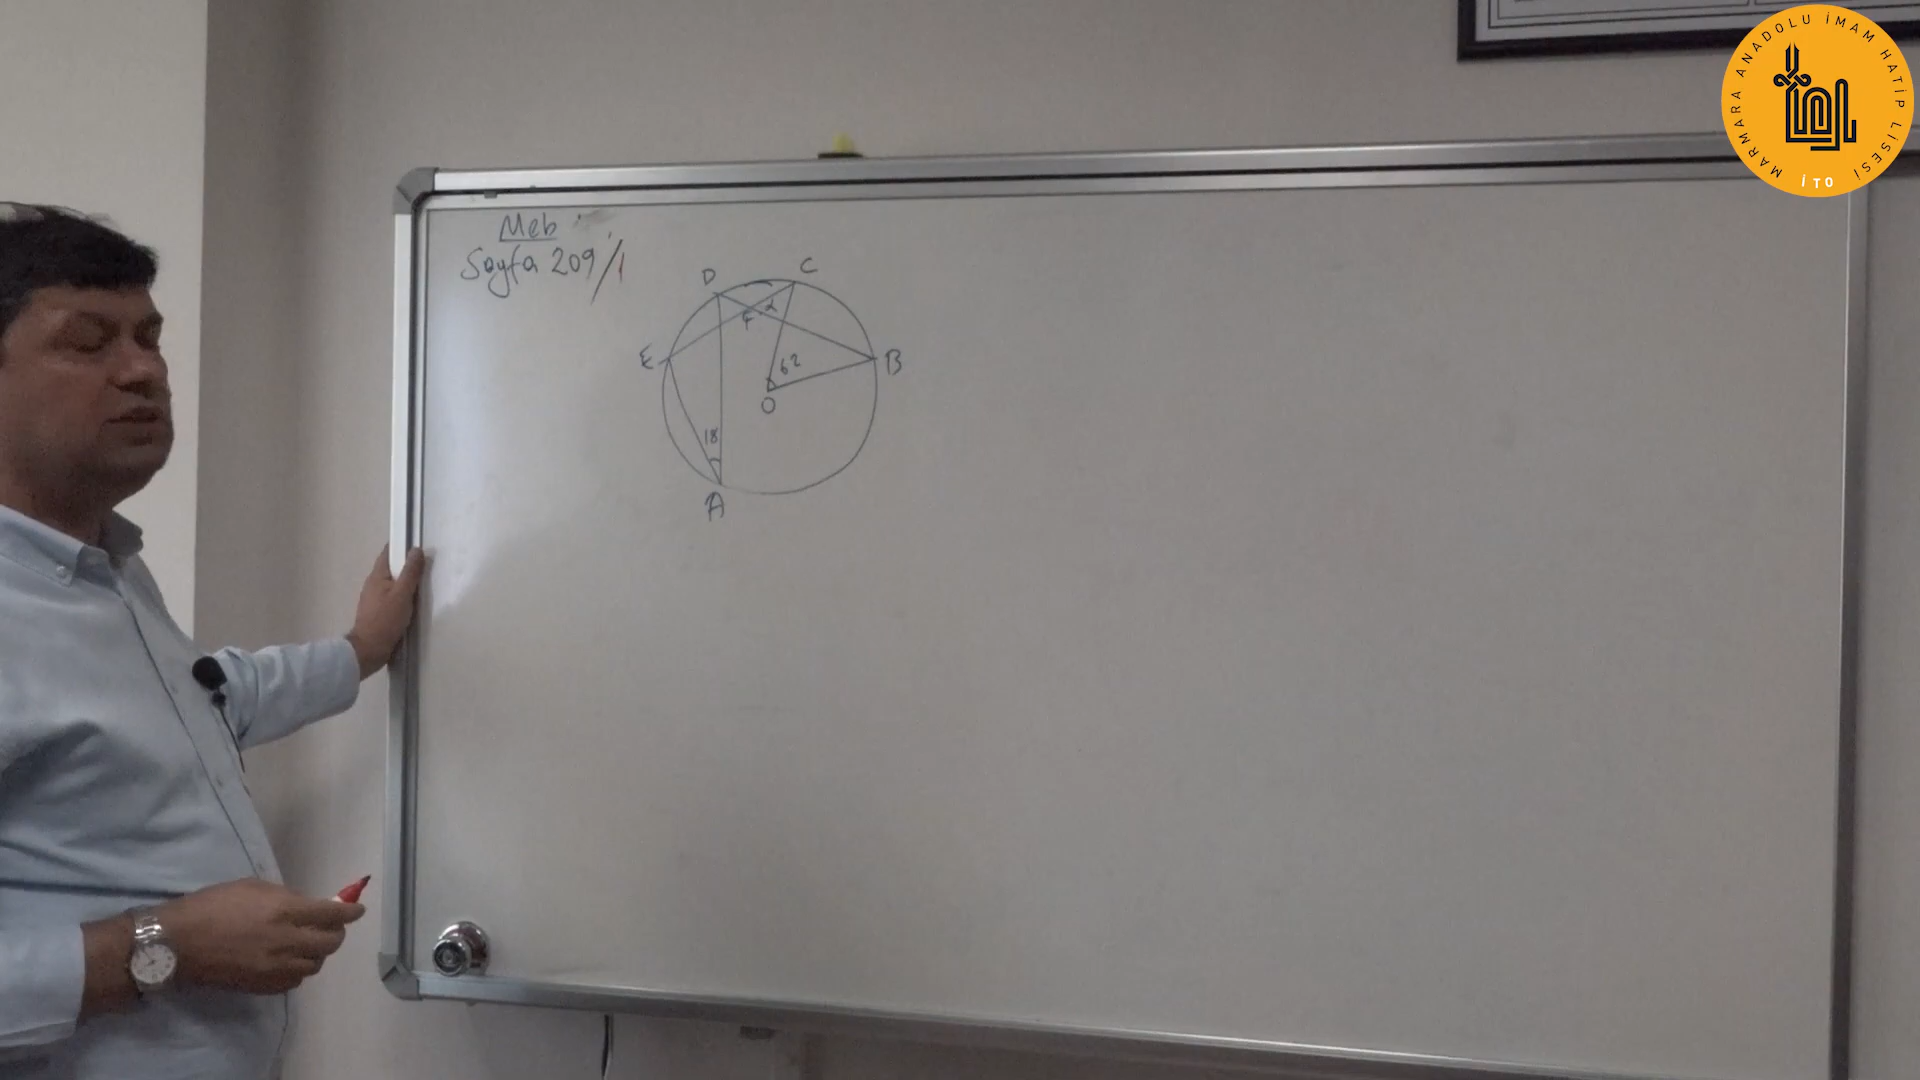 Meb
Sayfa 209/1
D
C
F
α
E
B
62
O
18
A
MARMARA ANADOLU İMAM HATİP LİSESİ
İTO